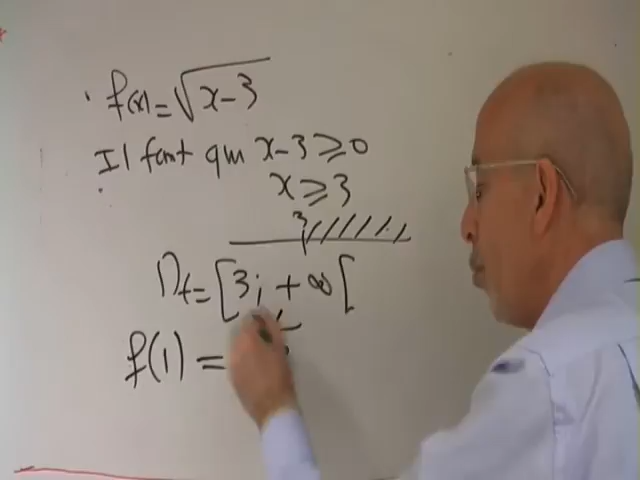 f(x) = √x-3
Il faut que x-3 ≥ 0
x ≥ 3
3
Df = [3; +∞[
f(1) =